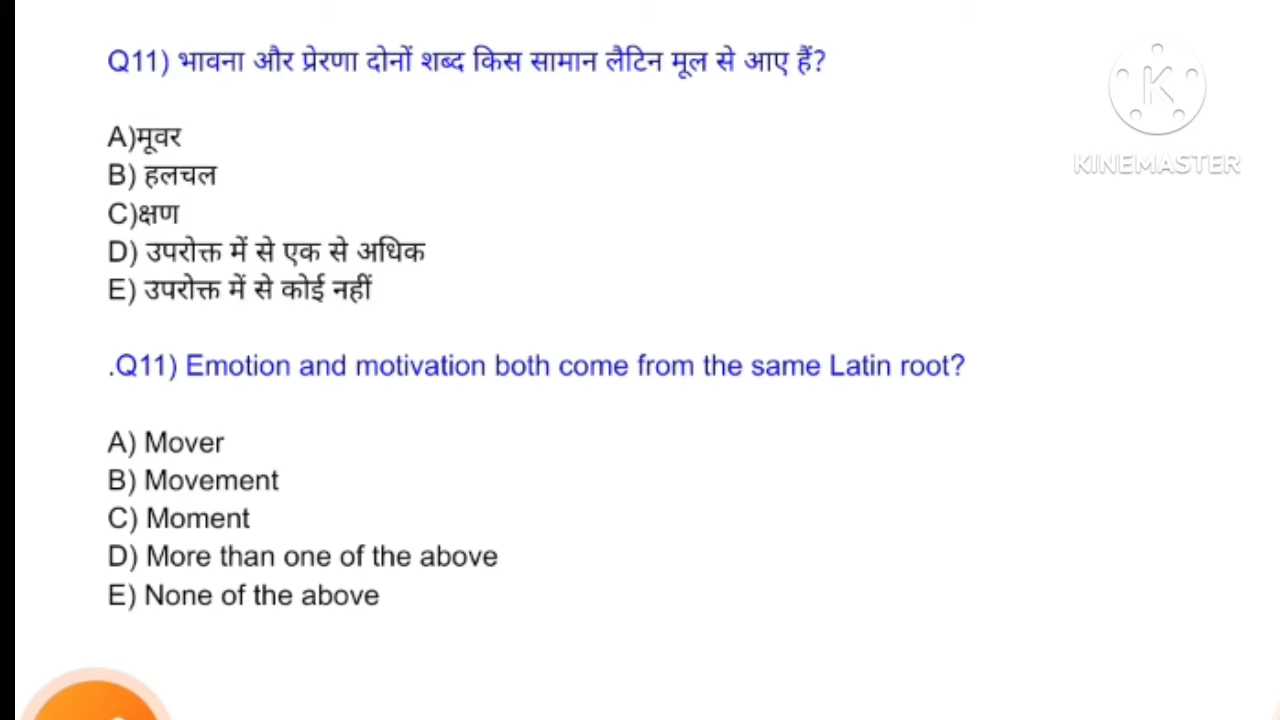 Q11) भावना और प्रेरणा दोनों शब्द किस सामान लैटिन मूल से आए हैं?
A)मूवर
B) हलचल
C)क्षण
D) उपरोक्त में से एक से अधिक
E) उपरोक्त में से कोई नहीं
.Q11) Emotion and motivation both come from the same Latin root?
A) Mover
B) Movement
C) Moment
D) More than one of the above
E) None of the above
K
KINEMASTER